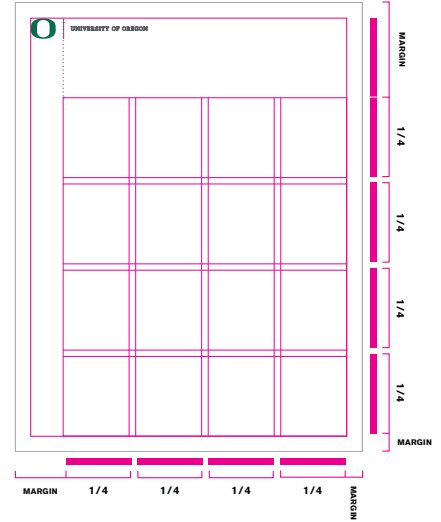 O UNIVERSITY OF OREGON
MARGIN
1/4
1/4
1/4
1/4
MARGIN
MARGIN 1/4 1/4 1/4 1/4 MARGIN